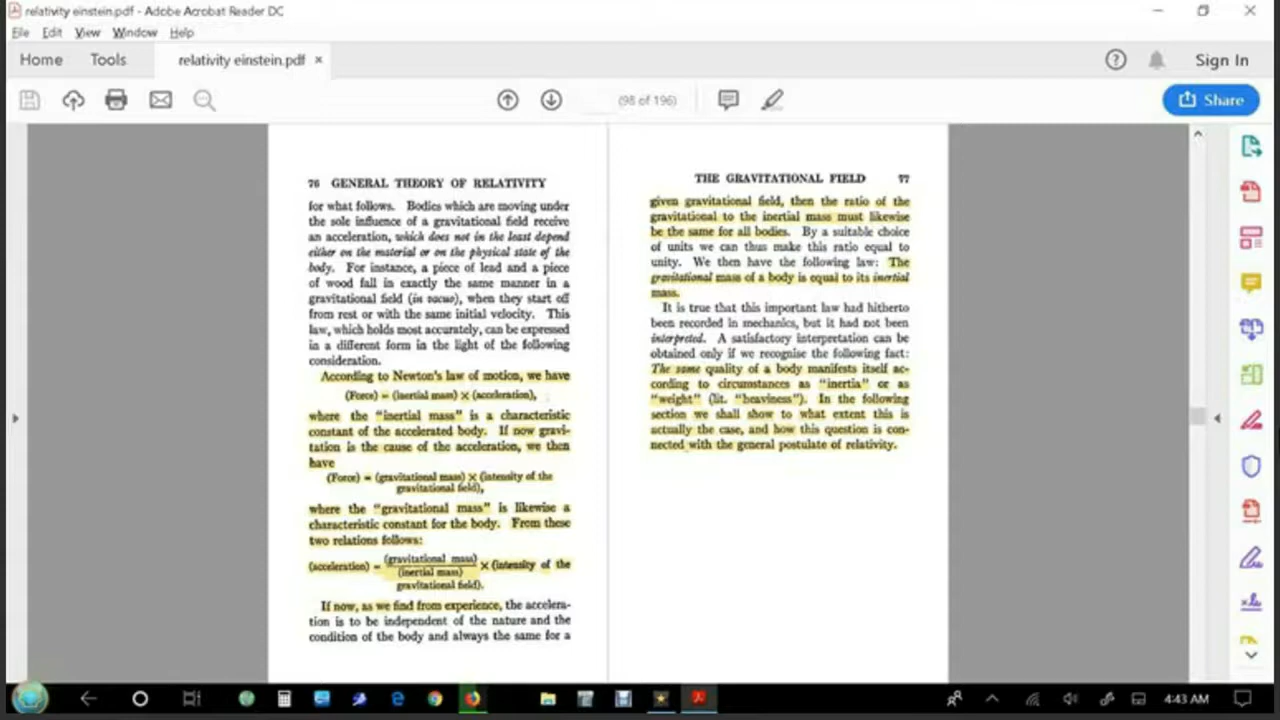 relativity einstein.pdf - Adobe Acrobat Reader DC
File Edit View Window Help
Home Tools relativity einstein.pdf ×
Sign In
(98 of 196)
Share
76 GENERAL THEORY OF RELATIVITY
for what follows. Bodies which are moving under
the sole influence of a gravitational field receive
an acceleration, which does not in the least depend
either on the material or on the physical state of the
body. For instance, a piece of lead and a piece
of wood fall in exactly the same manner in a
gravitational field (in vacuo), when they start off
from rest or with the same initial velocity. This
law, which holds most accurately, can be expressed
in a different form in the light of the following
consideration.
According to Newton's law of motion, we have
(Force) = (inertial mass) × (acceleration),
where the "inertial mass" is a characteristic
constant of the accelerated body. If now gravi-
tation is the cause of the acceleration, we then
have
(Force) = (gravitational mass) × (intensity of the
gravitational field),
where the "gravitational mass" is likewise a
characteristic constant for the body. From these
two relations follows:
(acceleration) = (gravitational mass)/(inertial mass) × (intensity of the
gravitational field).
If now, as we find from experience, the accelera-
tion is to be independent of the nature and the
condition of the body and always the same for a
THE GRAVITATIONAL FIELD 77
given gravitational field, then the ratio of the
gravitational to the inertial mass must likewise
be the same for all bodies. By a suitable choice
of units we can thus make this ratio equal to
unity. We then have the following law: The
gravitational mass of a body is equal to its inertial
mass.
It is true that this important law had hitherto
been recorded in mechanics, but it had not been
interpreted. A satisfactory interpretation can be
obtained only if we recognise the following fact:
The same quality of a body manifests itself ac-
cording to circumstances as "inertia" or as
"weight" (lit. "heaviness"). In the following
section we shall show to what extent this is
actually the case, and how this question is con-
nected with the general postulate of relativity.
4:43 AM